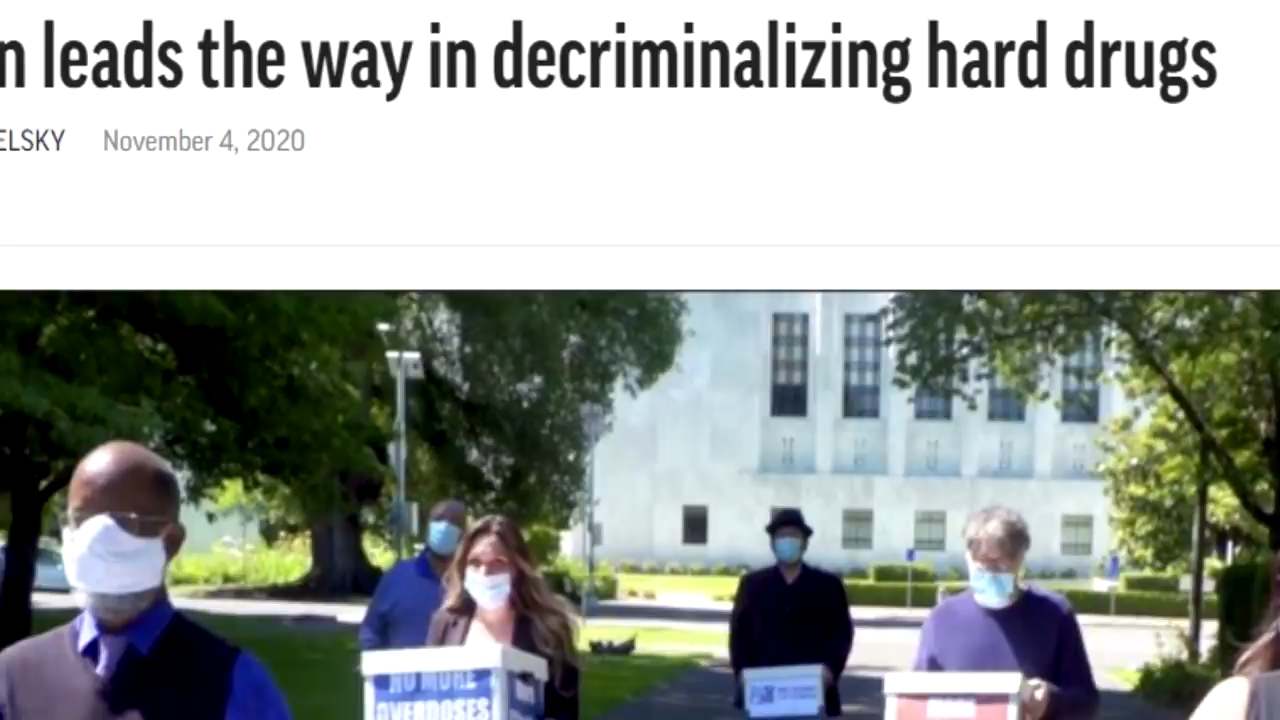 n leads the way in decriminalizing hard drugs
ELSKY November 4, 2020
NO MORE
OVERDOSES